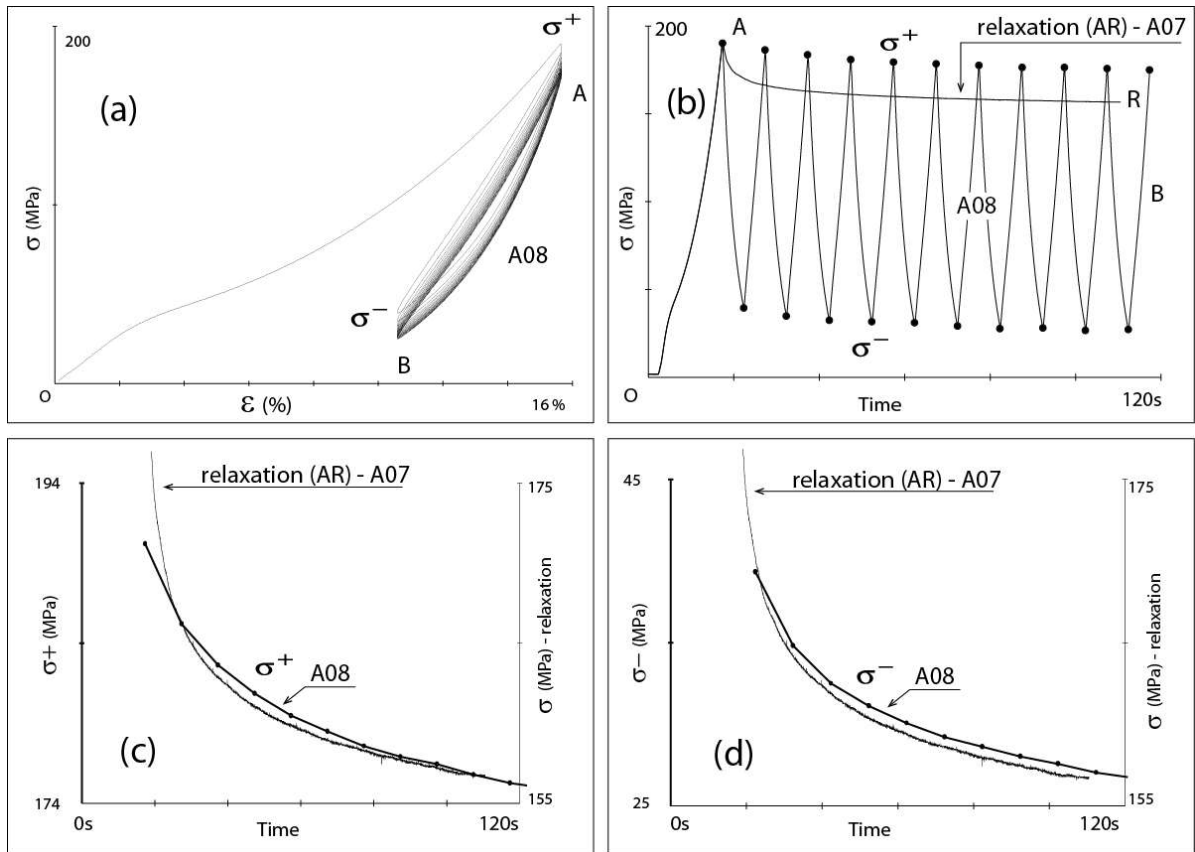 200
σ+
A
(a)
σ (MPa)
A08
σ−
B
O
ε (%)
16 %
200
A
σ+
relaxation (AR) - A07
(b)
R
σ (MPa)
A08
B
σ−
O
Time
120s
relaxation (AR) - A07
194
175
σ+ (MPa)
σ (MPa) - relaxation
σ+
A08
(c)
174
155
0s
Time
120s
relaxation (AR) - A07
45
175
σ− (MPa)
σ (MPa) - relaxation
σ−
A08
(d)
25
155
0s
Time
120s